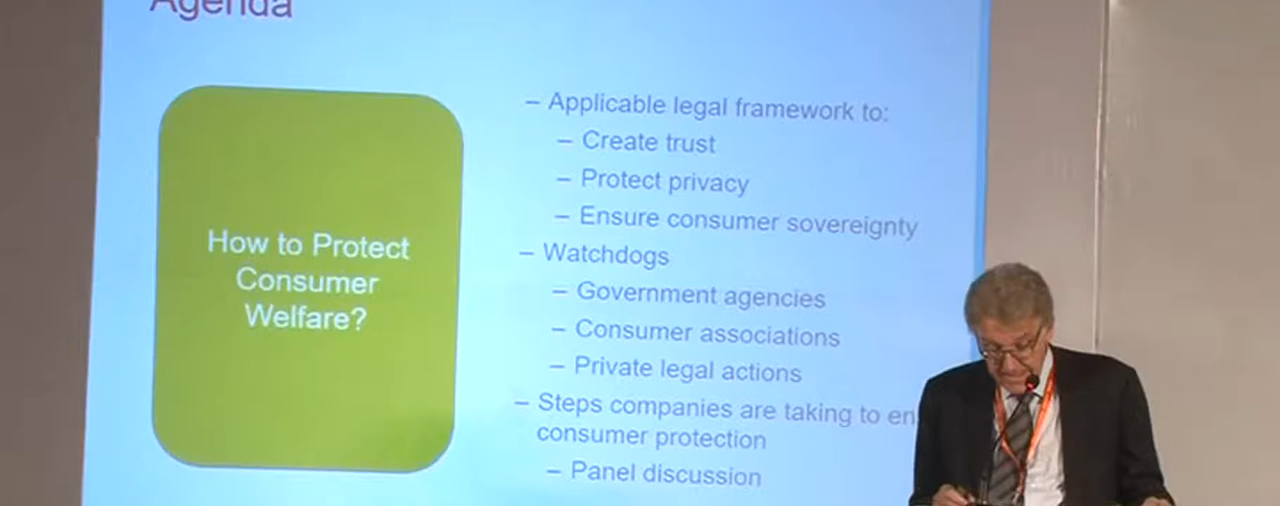 Agenda
How to Protect
Consumer
Welfare?
– Applicable legal framework to:
– Create trust
– Protect privacy
– Ensure consumer sovereignty
– Watchdogs
– Government agencies
– Consumer associations
– Private legal actions
– Steps companies are taking to
consumer protection
– Panel discussion